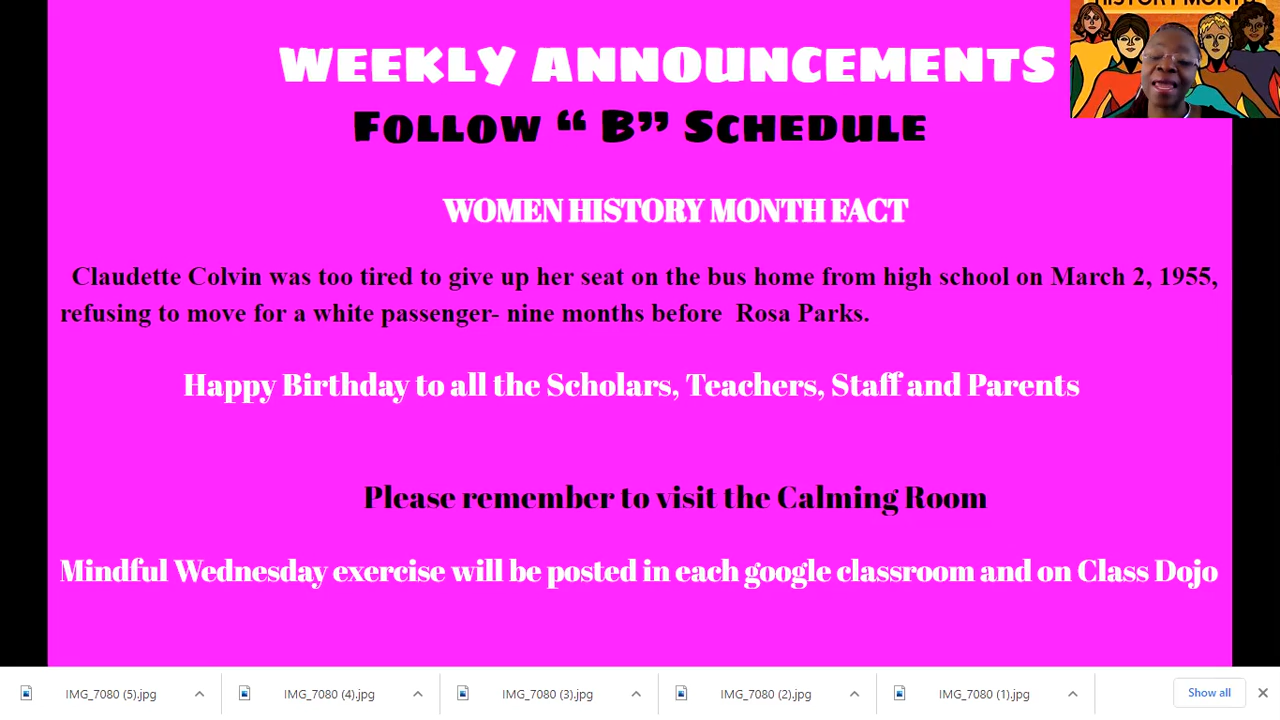 HISTORY MONTH
WEEKLY ANNOUNCEMENTS
FOLLOW “ B” SCHEDULE
WOMEN HISTORY MONTH FACT
Claudette Colvin was too tired to give up her seat on the bus home from high school on March 2, 1955,
refusing to move for a white passenger- nine months before Rosa Parks.
Happy Birthday to all the Scholars, Teachers, Staff and Parents
Please remember to visit the Calming Room
Mindful Wednesday exercise will be posted in each google classroom and on Class Dojo
IMG_7080 (5).jpg IMG_7080 (4).jpg IMG_7080 (3).jpg IMG_7080 (2).jpg IMG_7080 (1).jpg Show all